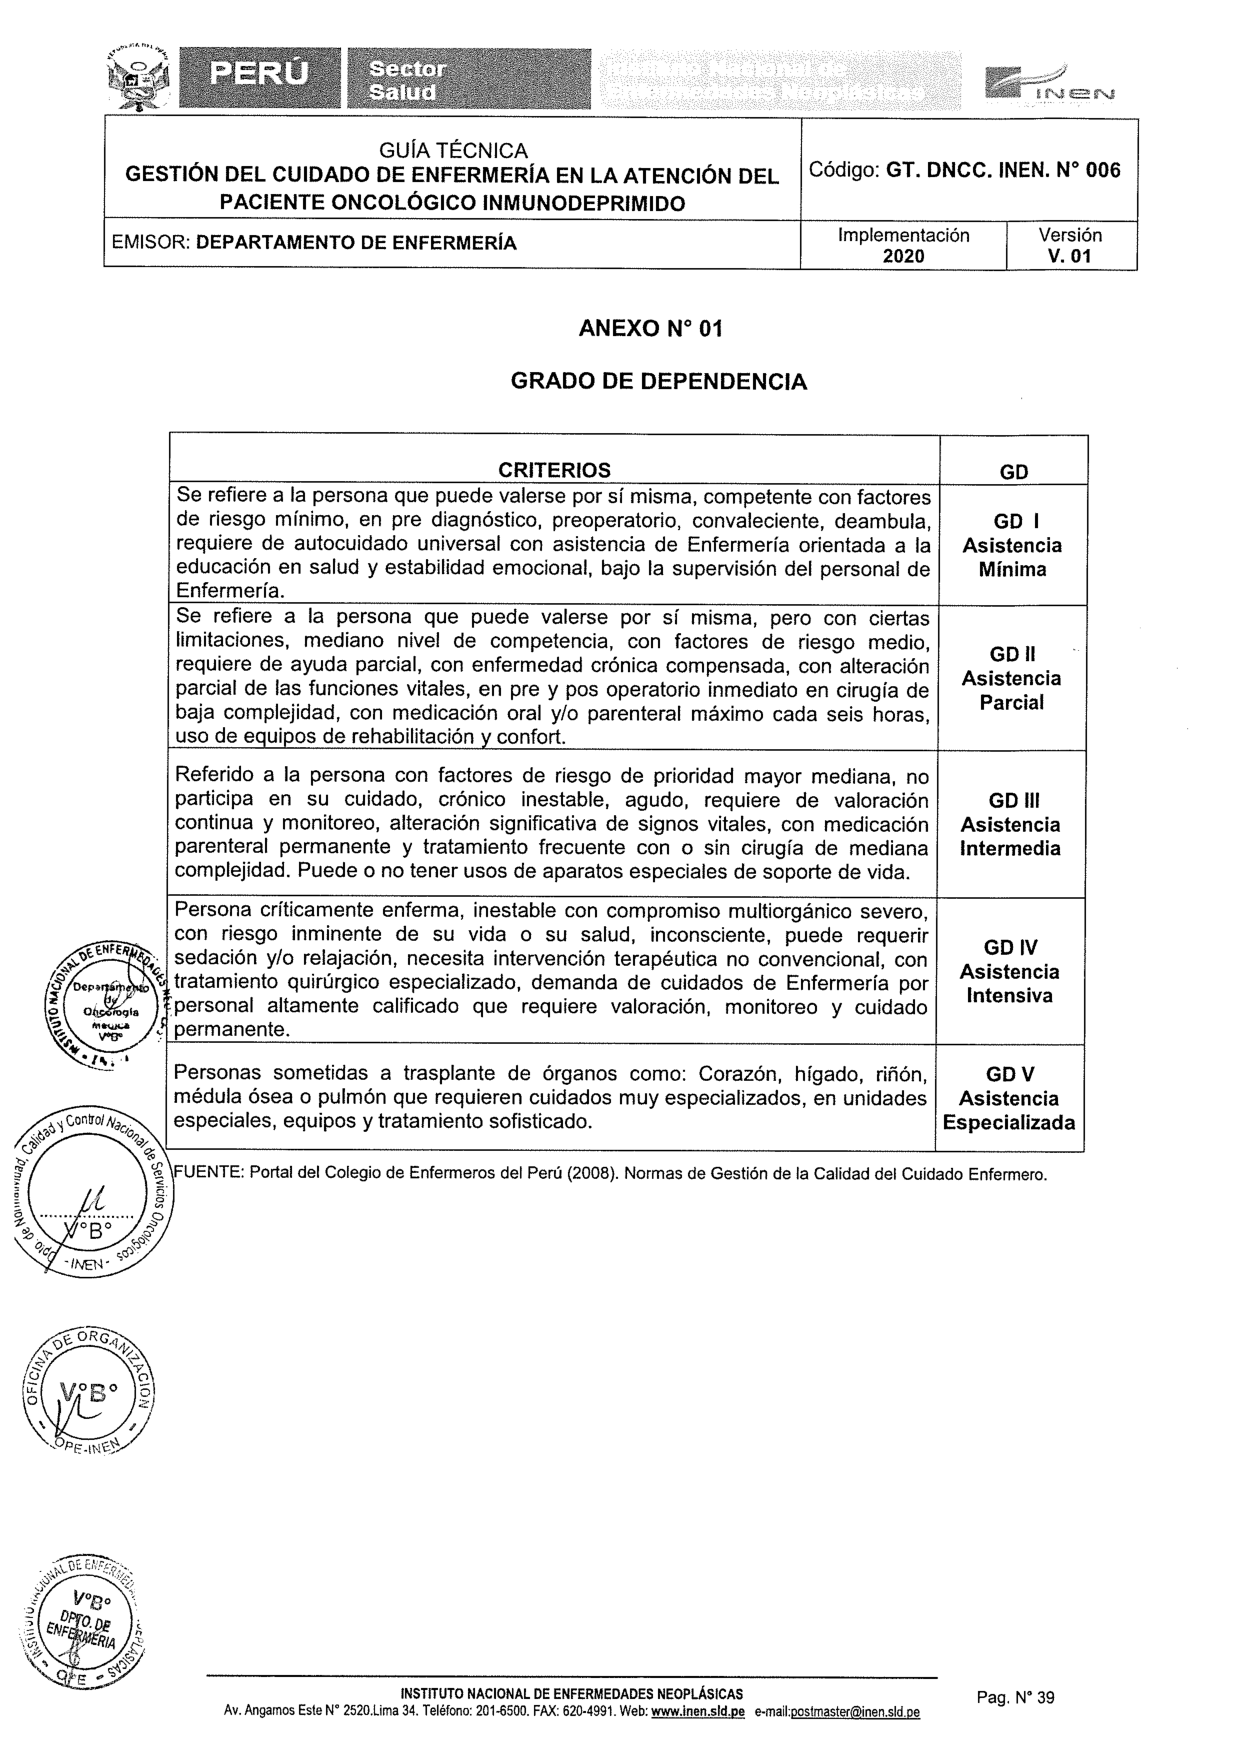 PERÚ
Sector
Salud
INEN
GUÍA TÉCNICA
GESTIÓN DEL CUIDADO DE ENFERMERÍA EN LA ATENCIÓN DEL
PACIENTE ONCOLÓGICO INMUNODEPRIMIDO
Código: GT. DNCC. INEN. N° 006
EMISOR: DEPARTAMENTO DE ENFERMERÍA
Implementación
2020
Versión
V. 01
ANEXO N° 01
GRADO DE DEPENDENCIA
CRITERIOS
GD
Se refiere a la persona que puede valerse por sí misma, competente con factores
de riesgo mínimo, en pre diagnóstico, preoperatorio, convaleciente, deambula,
requiere de autocuidado universal con asistencia de Enfermería orientada a la
educación en salud y estabilidad emocional, bajo la supervisión del personal de
Enfermería.
GD I
Asistencia
Mínima
Se refiere a la persona que puede valerse por sí misma, pero con ciertas
limitaciones, mediano nivel de competencia, con factores de riesgo medio,
requiere de ayuda parcial, con enfermedad crónica compensada, con alteración
parcial de las funciones vitales, en pre y pos operatorio inmediato en cirugía de
baja complejidad, con medicación oral y/o parenteral máximo cada seis horas,
uso de equipos de rehabilitación y confort.
GD II
Asistencia
Parcial
Referido a la persona con factores de riesgo de prioridad mayor mediana, no
participa en su cuidado, crónico inestable, agudo, requiere de valoración
continua y monitoreo, alteración significativa de signos vitales, con medicación
parenteral permanente y tratamiento frecuente con o sin cirugía de mediana
complejidad. Puede o no tener usos de aparatos especiales de soporte de vida.
GD III
Asistencia
Intermedia
Persona críticamente enferma, inestable con compromiso multiorgánico severo,
con riesgo inminente de su vida o su salud, inconsciente, puede requerir
sedación y/o relajación, necesita intervención terapéutica no convencional, con
tratamiento quirúrgico especializado, demanda de cuidados de Enfermería por
personal altamente calificado que requiere valoración, monitoreo y cuidado
permanente.
GD IV
Asistencia
Intensiva
Personas sometidas a trasplante de órganos como: Corazón, hígado, riñón,
médula ósea o pulmón que requieren cuidados muy especializados, en unidades
especiales, equipos y tratamiento sofisticado.
GD V
Asistencia
Especializada
FUENTE: Portal del Colegio de Enfermeros del Perú (2008). Normas de Gestión de la Calidad del Cuidado Enfermero.
Departamento
de
Oncología
V°B°
Dpto. de Normatividad, Calidad y Control Nacional de Servicios Oncológicos
V°B°
-INEN-
OFICINA DE ORGANIZACION
V°B°
OPE-INEN
V°B°
DPTO. DE
ENFERMERIA
INSTITUTO NACIONAL DE ENFERMEDADES NEOPLÁSICAS
Av. Angamos Este N° 2520.Lima 34. Teléfono: 201-6500. FAX: 620-4991. Web: www.inen.sld.pe e-mail:postmaster@inen.sld.pe
Pag. N° 39